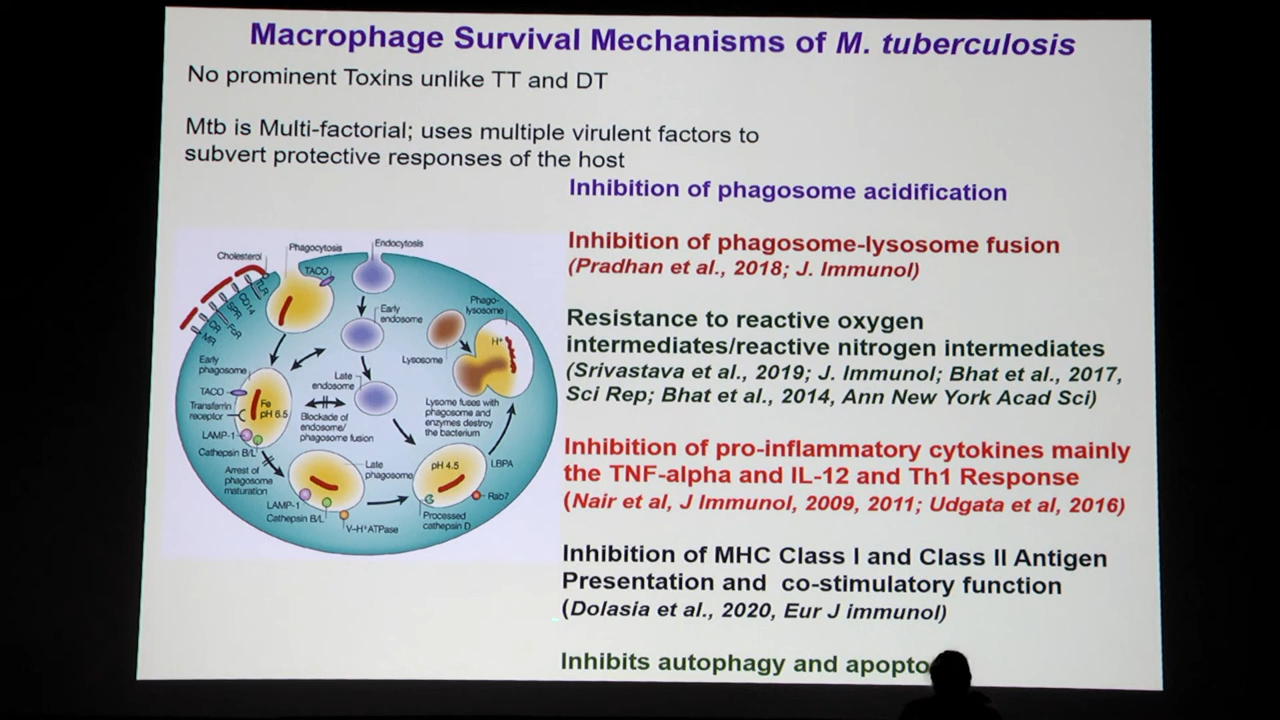 Macrophage Survival Mechanisms of M. tuberculosis
No prominent Toxins unlike TT and DT
Mtb is Multi-factorial; uses multiple virulent factors to
subvert protective responses of the host
Inhibition of phagosome acidification
Inhibition of phagosome-lysosome fusion
(Pradhan et al., 2018; J. Immunol)
Resistance to reactive oxygen
intermediates/reactive nitrogen intermediates
(Srivastava et al., 2019; J. Immunol; Bhat et al., 2017,
Sci Rep; Bhat et al., 2014, Ann New York Acad Sci)
Inhibition of pro-inflammatory cytokines mainly
the TNF-alpha and IL-12 and Th1 Response
(Nair et al, J Immunol, 2009, 2011; Udgata et al, 2016)
Inhibition of MHC Class I and Class II Antigen
Presentation and co-stimulatory function
(Dolasia et al., 2020, Eur J immunol)
Inhibits autophagy and apopto
Cholesterol
Phagocytosis
Endocytosis
TACO
TLR
CD14
SPR
FcR
CR
MR
Early
endosome
Phago-
lysosome
H+
Lysosome
Early
phagosome
TACO
Transferrin
receptor
Fe
pH 6.5
LAMP-1
Cathepsin B/L
Late
endosome
Blockade of
endosome/
phagosome fusion
Lysome fuses with
phagosome and
enzymes destroy
the bacterium
Arrest of
phagosome
maturation
Late
phagosome
pH 4.5
LBPA
Rab7
LAMP-1
Cathepsin B/L
V–H+ATPase
Processed
cathepsin D